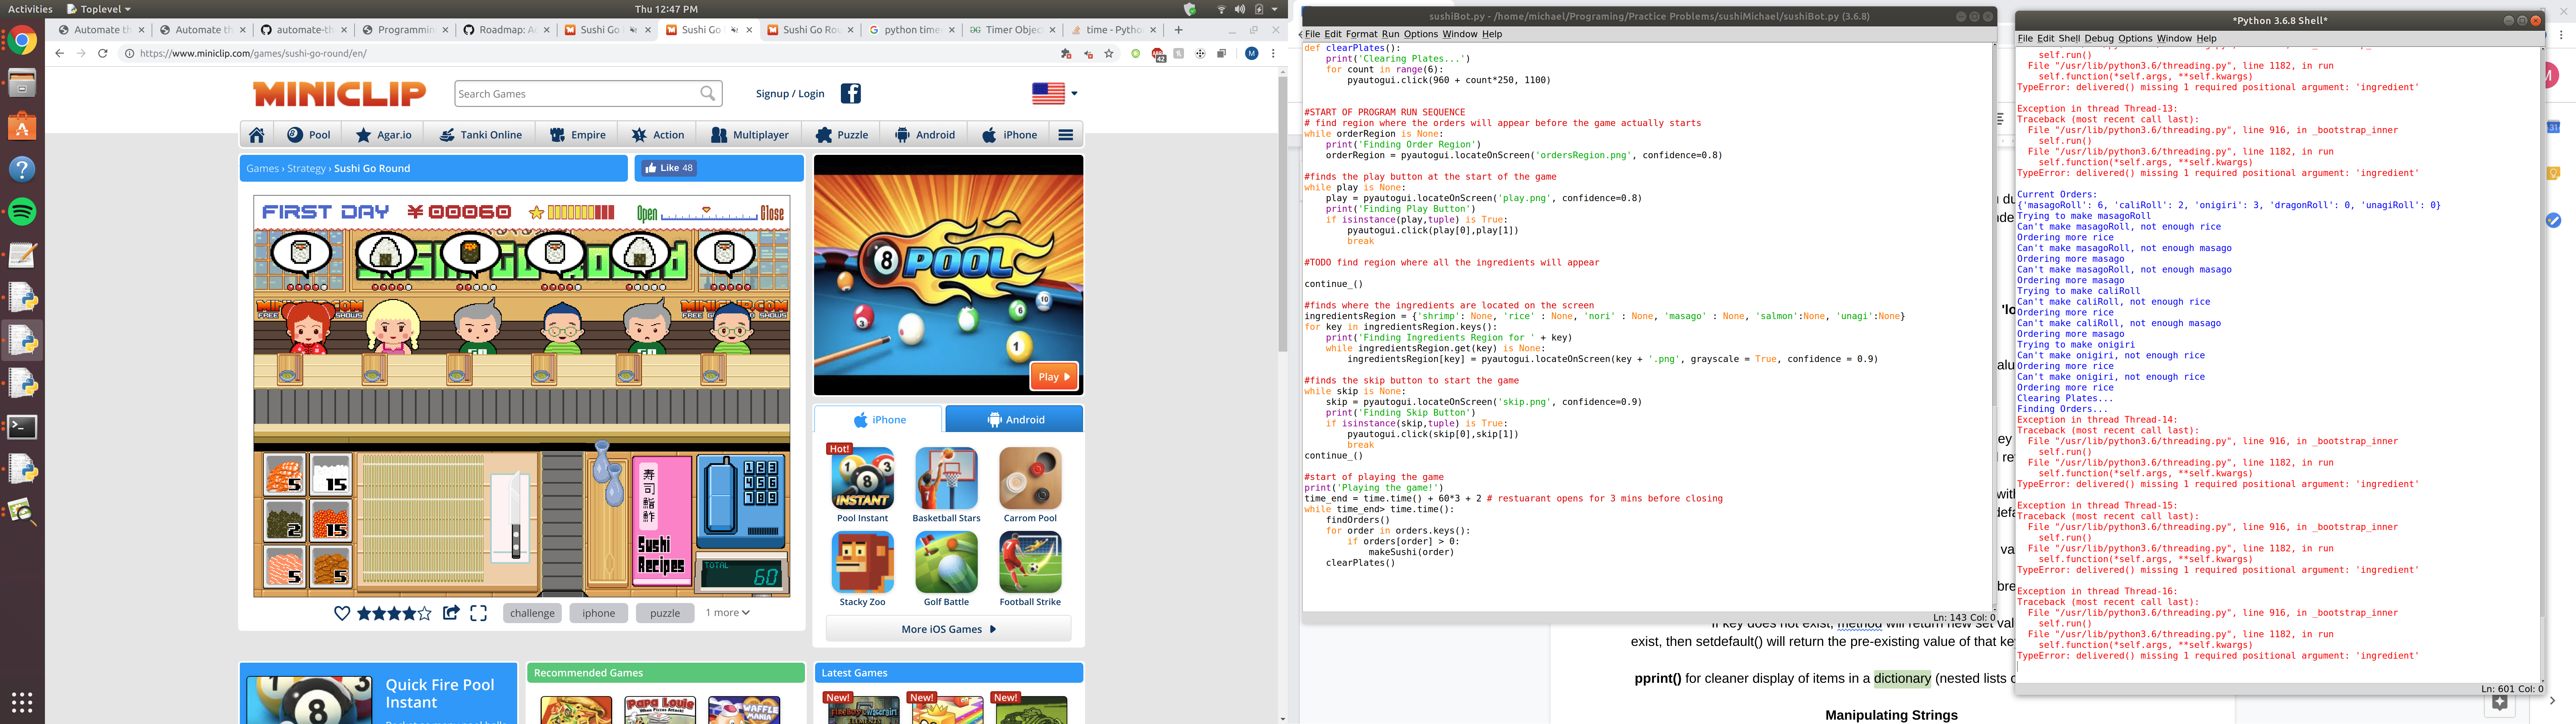 Activities
Toplevel
Thu 12:47 PM
Automate th
Automate th
automate-th
Programmin
Roadmap: A
Sushi Go
Sushi Go
Sushi Go Ro
python time
Timer Objec
time - Pytho
https://www.miniclip.com/games/sushi-go-round/en/
MINICLIP
Search Games
Signup / Login
Pool
Agar.io
Tanki Online
Empire
Action
Multiplayer
Puzzle
Android
iPhone
Games › Strategy › Sushi Go Round
Like 48
FIRST DAY ¥00060
Open
Close
5
15
2
15
5
5
寿司
Sushi
Recipes
123
456
789
TOTAL
60
challenge
iphone
puzzle
1 more
8 POOL
Play
iPhone
Android
Hot!
INSTANT
Pool Instant
Basketball Stars
Carrom Pool
Stacky Zoo
Golf Battle
Football Strike
More iOS Games
Quick Fire Pool
Instant
Recommended Games
Papa Louie
WAFFLE
MANIA
Latest Games
New!
New!
New!
sushiBot.py - /home/michael/Programing/Practice Problems/sushiMichael/sushiBot.py (3.6.8)
File Edit Format Run Options Window Help
def clearPlates():
    print('Clearing Plates...')
    for count in range(6):
        pyautogui.click(960 + count*250, 1100)
#START OF PROGRAM RUN SEQUENCE
# find region where the orders will appear before the game actually starts
while orderRegion is None:
    print('Finding Order Region')
    orderRegion = pyautogui.locateOnScreen('ordersRegion.png', confidence=0.8)
#finds the play button at the start of the game
while play is None:
    play = pyautogui.locateOnScreen('play.png', confidence=0.8)
    print('Finding Play Button')
    if isinstance(play,tuple) is True:
        pyautogui.click(play[0],play[1])
        break
#TODO find region where all the ingredients will appear
continue_()
#finds where the ingredients are located on the screen
ingredientsRegion = {'shrimp': None, 'rice' : None, 'nori' : None, 'masago' : None, 'salmon':None, 'unagi':None}
for key in ingredientsRegion.keys():
    print('Finding Ingredients Region for ' + key)
    while ingredientsRegion.get(key) is None:
        ingredientsRegion[key] = pyautogui.locateOnScreen(key + '.png', grayscale = True, confidence = 0.9)
#finds the skip button to start the game
while skip is None:
    skip = pyautogui.locateOnScreen('skip.png', confidence=0.9)
    print('Finding Skip Button')
    if isinstance(skip,tuple) is True:
        pyautogui.click(skip[0],skip[1])
        break
continue_()
#start of playing the game
print('Playing the game!')
time_end = time.time() + 60*3 + 2 # restuarant opens for 3 mins before closing
while time_end> time.time():
    findOrders()
    for order in orders.keys():
        if orders[order] > 0:
            makeSushi(order)
    clearPlates()
Ln: 143 Col: 0
If key does not exist, method will return new set val
exist, then setdefault() will return the pre-existing value of that key
pprint() for cleaner display of items in a dictionary (nested lists o
Manipulating Strings
*Python 3.6.8 Shell*
File Edit Shell Debug Options Window Help
    self.run()
  File "/usr/lib/python3.6/threading.py", line 1182, in run
    self.function(*self.args, **self.kwargs)
TypeError: delivered() missing 1 required positional argument: 'ingredient'
Exception in thread Thread-13:
Traceback (most recent call last):
  File "/usr/lib/python3.6/threading.py", line 916, in _bootstrap_inner
    self.run()
  File "/usr/lib/python3.6/threading.py", line 1182, in run
    self.function(*self.args, **self.kwargs)
TypeError: delivered() missing 1 required positional argument: 'ingredient'
Current Orders:
{'masagoRoll': 6, 'caliRoll': 2, 'onigiri': 3, 'dragonRoll': 0, 'unagiRoll': 0}
Trying to make masagoRoll
Can't make masagoRoll, not enough rice
Ordering more rice
Can't make masagoRoll, not enough masago
Ordering more masago
Can't make masagoRoll, not enough masago
Ordering more masago
Trying to make caliRoll
Can't make caliRoll, not enough rice
Ordering more rice
Can't make caliRoll, not enough masago
Ordering more masago
Trying to make onigiri
Can't make onigiri, not enough rice
Ordering more rice
Can't make onigiri, not enough rice
Ordering more rice
Clearing Plates...
Finding Orders...
Exception in thread Thread-14:
Traceback (most recent call last):
  File "/usr/lib/python3.6/threading.py", line 916, in _bootstrap_inner
    self.run()
  File "/usr/lib/python3.6/threading.py", line 1182, in run
    self.function(*self.args, **self.kwargs)
TypeError: delivered() missing 1 required positional argument: 'ingredient'
Exception in thread Thread-15:
Traceback (most recent call last):
  File "/usr/lib/python3.6/threading.py", line 916, in _bootstrap_inner
    self.run()
  File "/usr/lib/python3.6/threading.py", line 1182, in run
    self.function(*self.args, **self.kwargs)
TypeError: delivered() missing 1 required positional argument: 'ingredient'
Exception in thread Thread-16:
Traceback (most recent call last):
  File "/usr/lib/python3.6/threading.py", line 916, in _bootstrap_inner
    self.run()
  File "/usr/lib/python3.6/threading.py", line 1182, in run
    self.function(*self.args, **self.kwargs)
TypeError: delivered() missing 1 required positional argument: 'ingredient'
Ln: 601 Col: 0